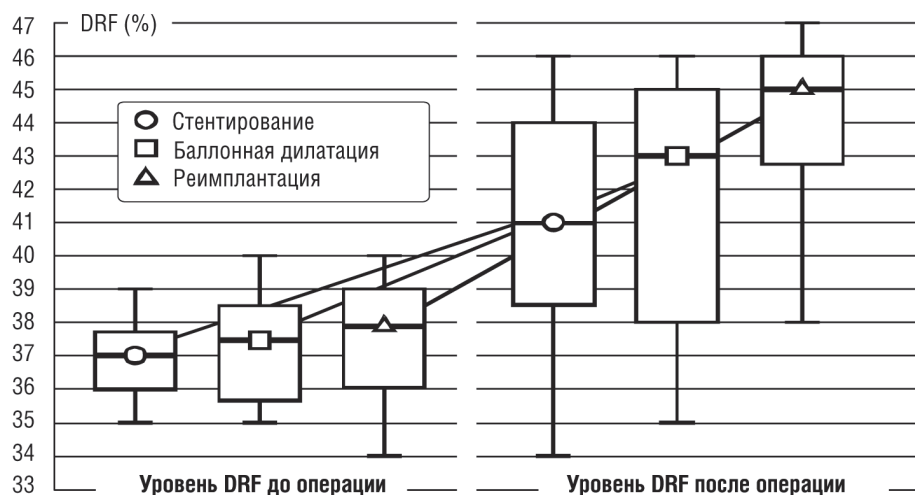 DRF (%)
47
46
45
44
43
42
41
40
39
38
37
36
35
34
33
Стентирование
Баллонная дилатация
Реимплантация
Уровень DRF до операции
Уровень DRF после операции